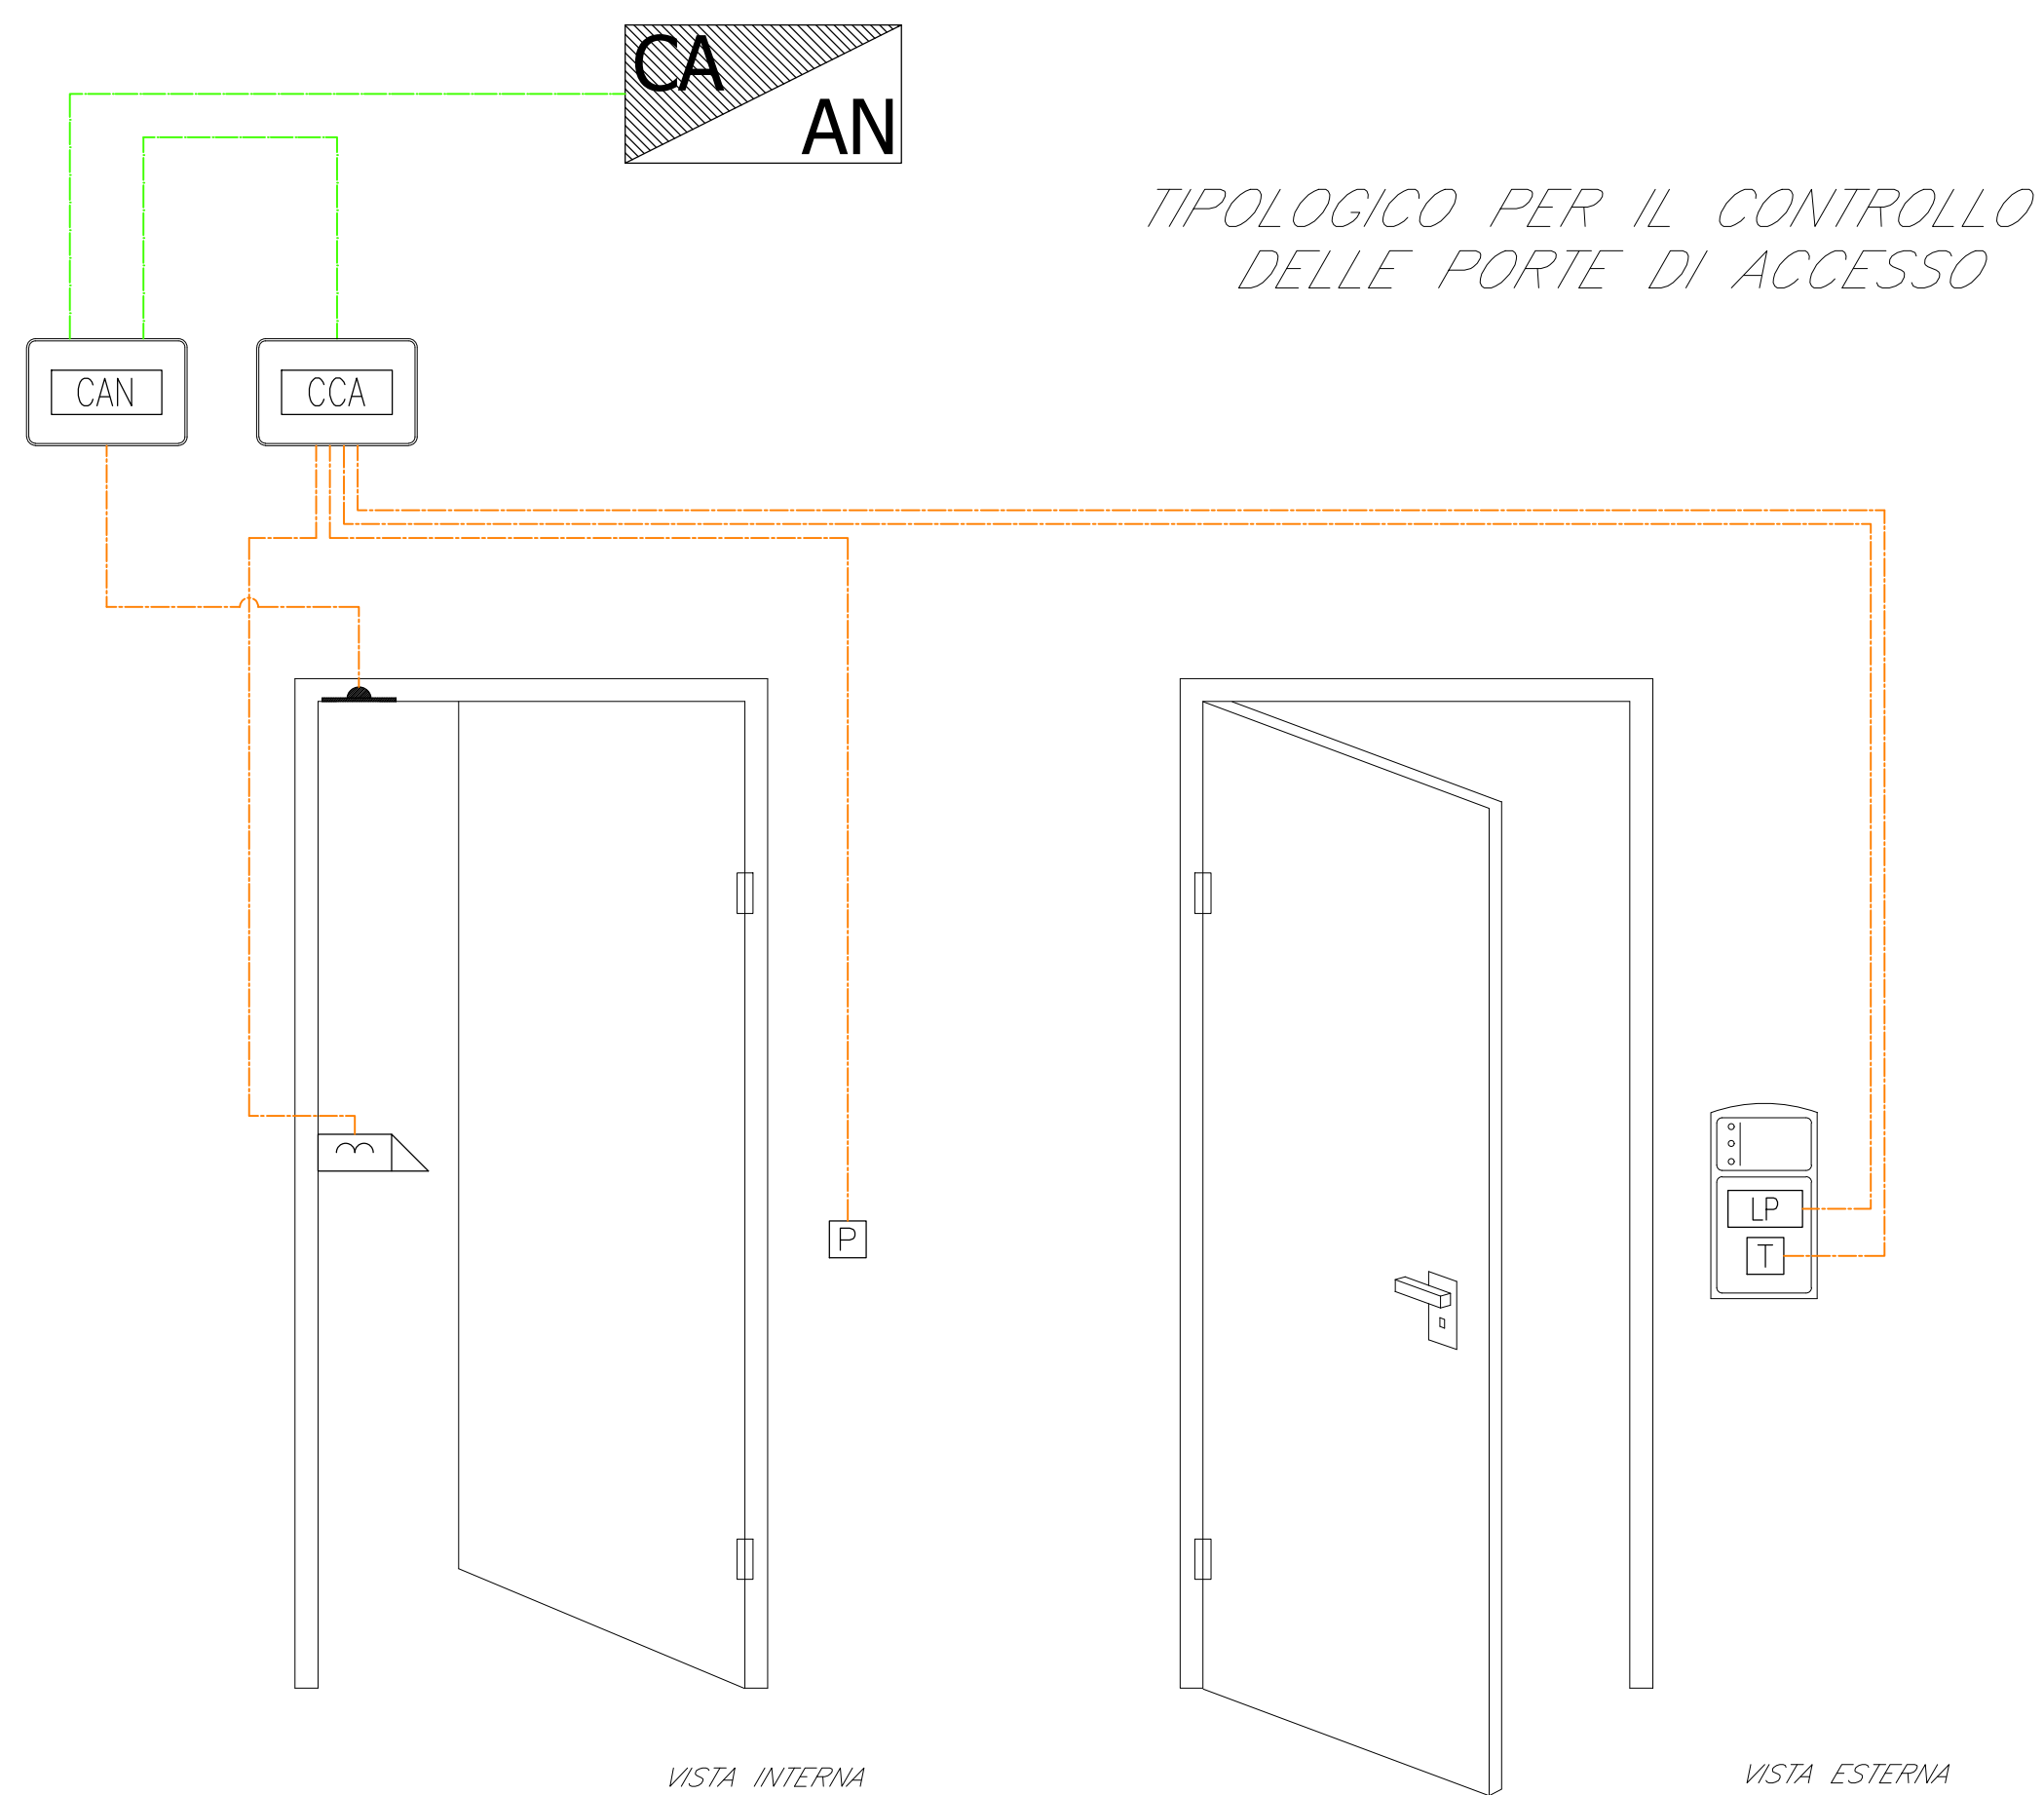 CA
AN
TIPOLOGICO PER IL CONTROLLO
DELLE PORTE DI ACCESSO
CAN
CCA
LP
P
T
VISTA INTERNA
VISTA ESTERNA